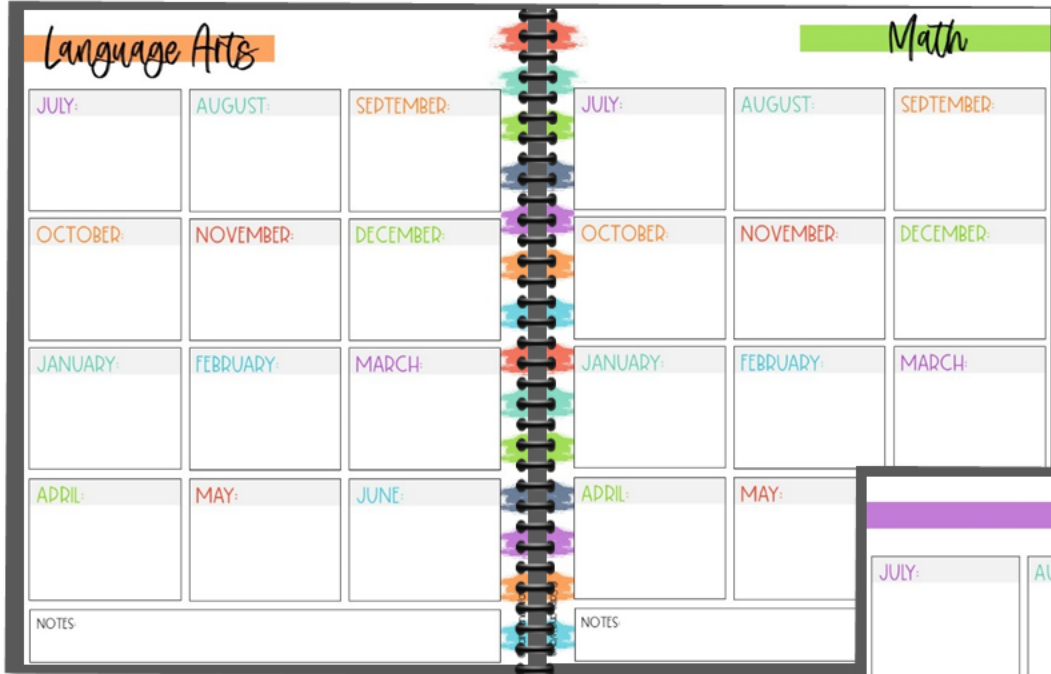 Language Arts
JULY: AUGUST: SEPTEMBER:
OCTOBER: NOVEMBER: DECEMBER:
JANUARY: FEBRUARY: MARCH:
APRIL: MAY: JUNE:
NOTES:
Math
JULY: AUGUST: SEPTEMBER:
OCTOBER: NOVEMBER: DECEMBER:
JANUARY: FEBRUARY: MARCH:
APRIL: MAY:
NOTES:
JULY: AU